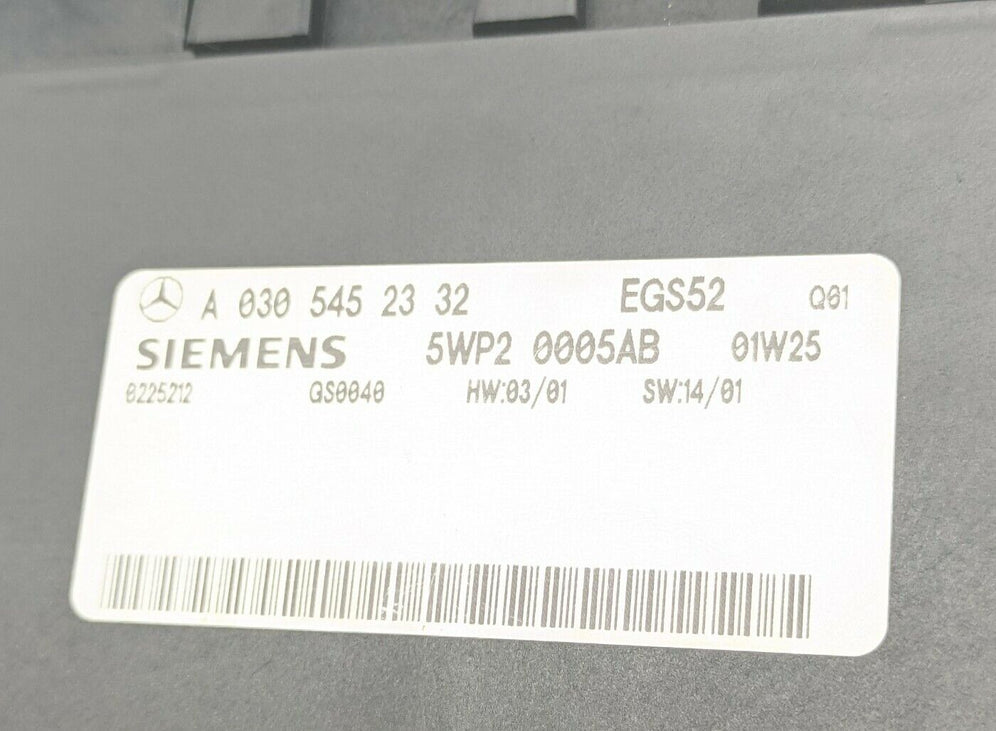 A 030 545 23 32 EGS52 Q01
SIEMENS 5WP2 0005AB 01W25
0225212 GS0040 HW:03/01 SW:14/01